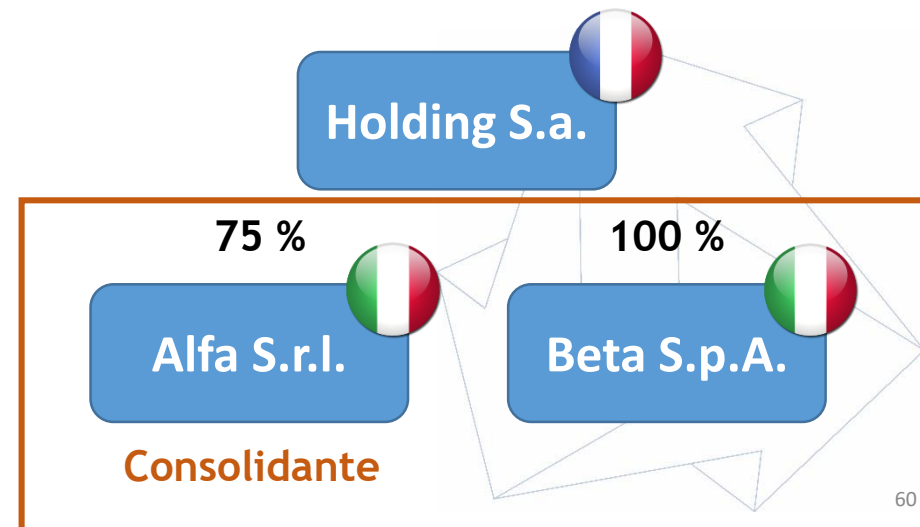 Holding S.a.
75 %
100 %
Alfa S.r.l.
Beta S.p.A.
Consolidante
60